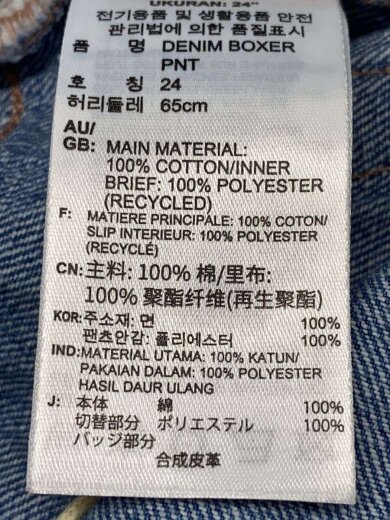 UKURAN: 24"
전기용품 및 생활용품 안전
관리법에 의한 품질표시
품 명 DENIM BOXER
PNT
호 칭 24
허리둘레 65cm
AU/
GB: MAIN MATERIAL:
100% COTTON/INNER
BRIEF: 100% POLYESTER
(RECYCLED)
F: MATIERE PRINCIPALE: 100% COTON/
SLIP INTERIEUR: 100% POLYESTER
(RECYCLÉ)
CN: 主料: 100% 棉/里布:
100% 聚酯纤维(再生聚酯)
KOR: 주소재: 면 100%
팬츠안감: 폴리에스터 100%
IND: MATERIAL UTAMA: 100% KATUN/
PAKAIAN DALAM: 100% POLYESTER
HASIL DAUR ULANG
J: 本体 綿 100%
切替部分 ポリエステル 100%
バッジ部分
合成皮革